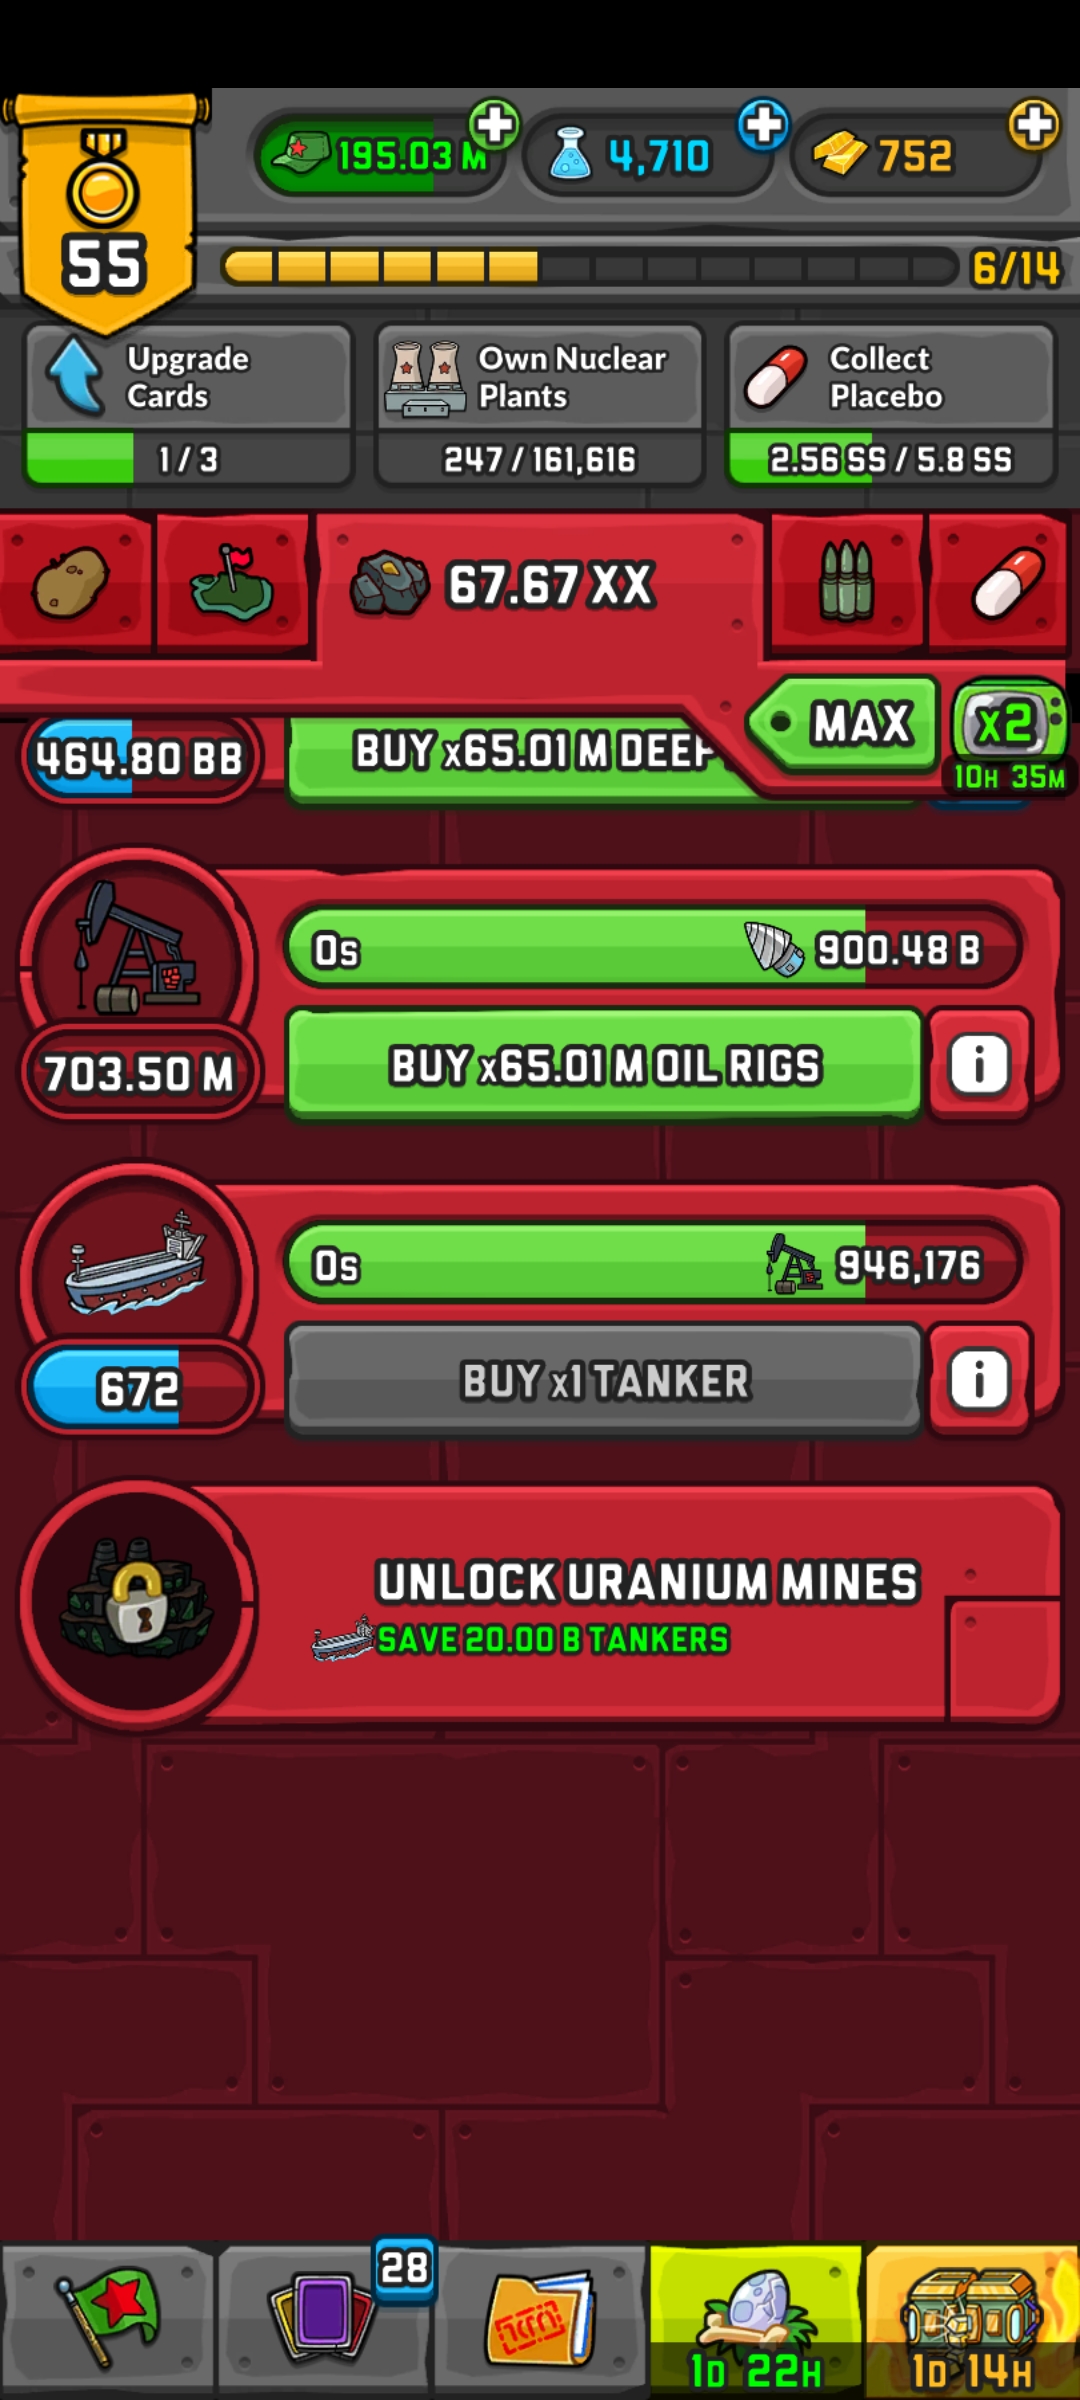 195.03 M
4,710
752
55
6/14
Upgrade
Cards
1 / 3
Own Nuclear
Plants
247 / 161,616
Collect
Placebo
2.56 SS / 5.8 SS
67.67 XX
MAX
X2
10H 35M
464.80 BB
BUY x65.01 M DEEP
0s
900.48 B
703.50 M
BUY x65.01 M OIL RIGS
i
0s
946,176
672
BUY x1 TANKER
i
UNLOCK URANIUM MINES
SAVE 20.00 B TANKERS
28
1D 22H
1D 14H